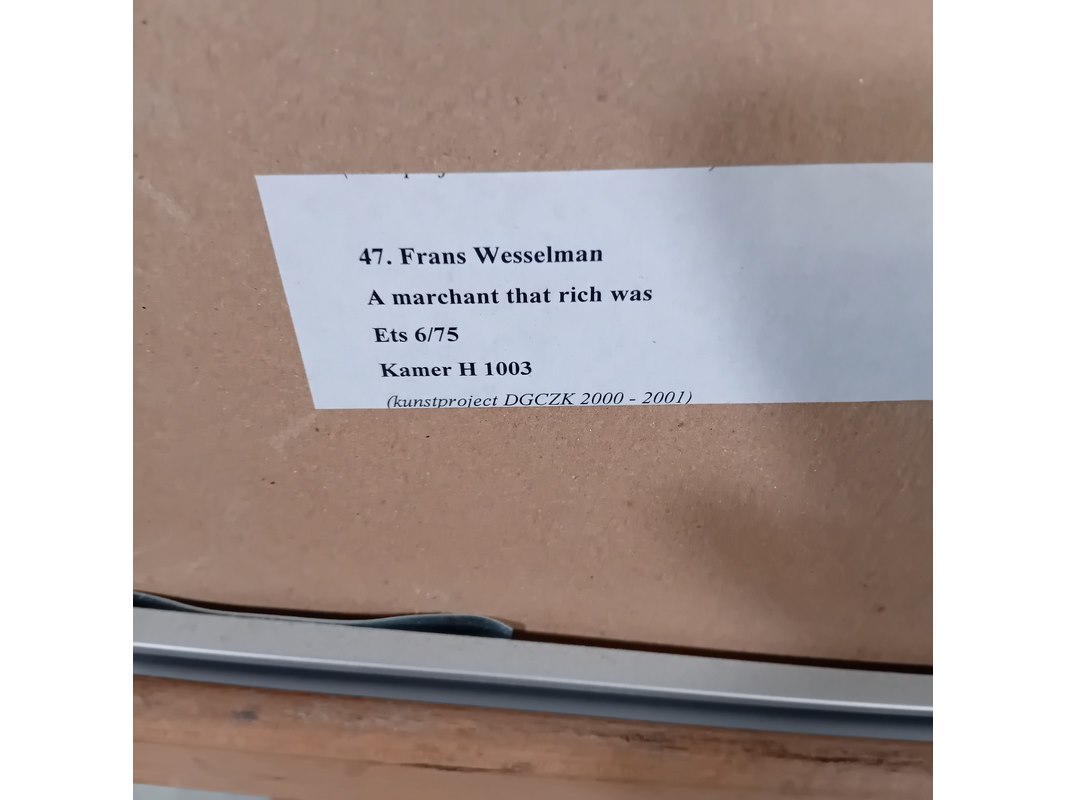 47. Frans Wesselman
A marchant that rich was
Ets 6/75
Kamer H 1003
(kunstproject DGCZK 2000 - 2001)